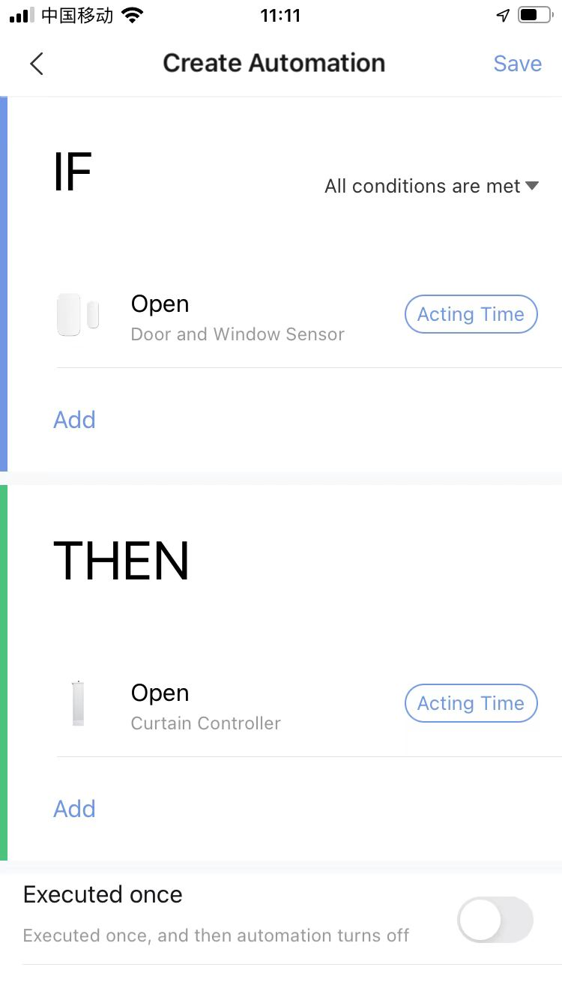 中国移动
11:11
Create Automation
Save
IF
All conditions are met
Open
Door and Window Sensor
Acting Time
Add
THEN
Open
Curtain Controller
Acting Time
Add
Executed once
Executed once, and then automation turns off